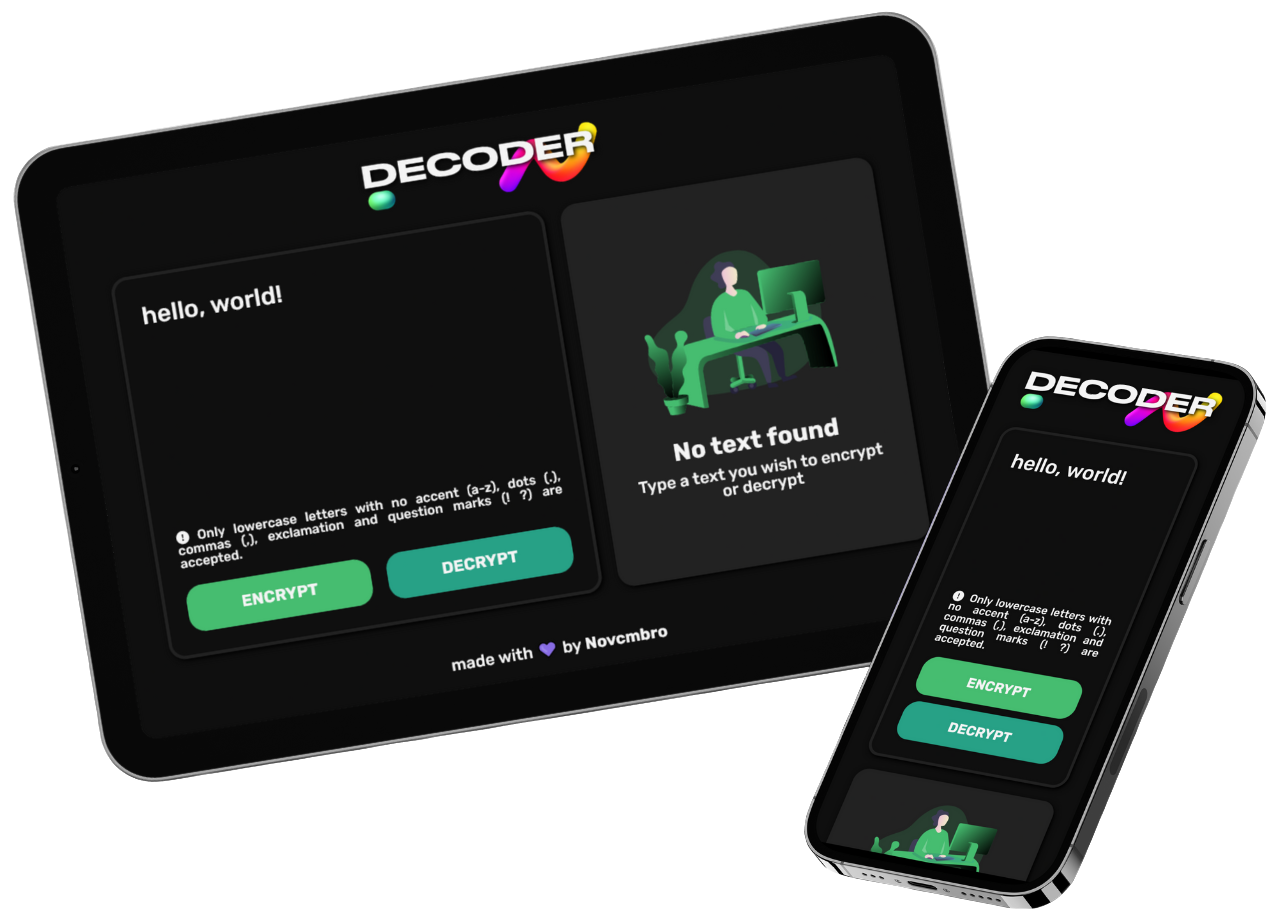 DECODER
hello, world!
Only lowercase letters with no accent (a-z), dots (.),
commas (,), exclamation and question marks (! ?) are
accepted.
ENCRYPT
DECRYPT
No text found
Type a text you wish to encrypt
or decrypt
made with 💜 by Novcmbro
DECODER
hello, world!
Only lowercase letters with
no accent (a-z), dots (.),
commas (,), exclamation and
question marks (! ?) are
accepted.
ENCRYPT
DECRYPT